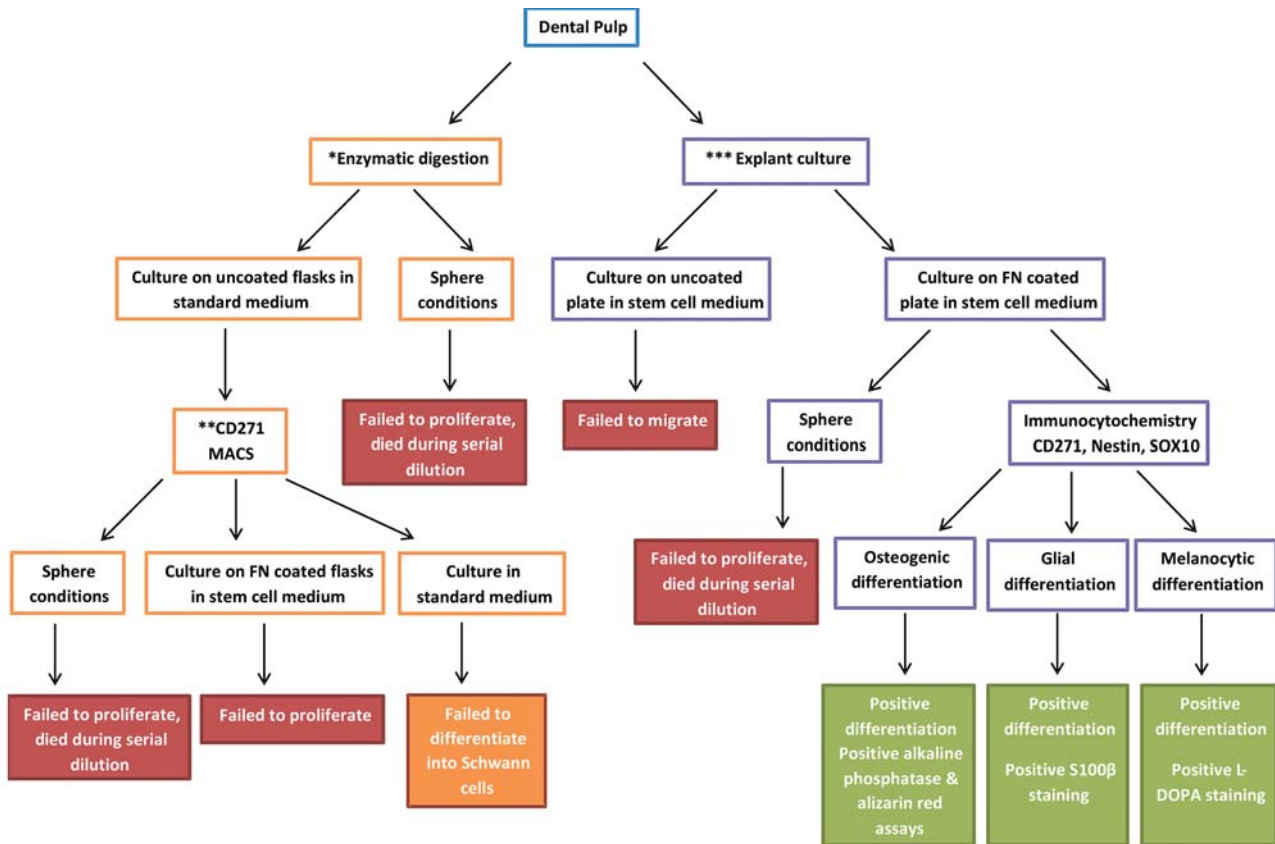 Dental Pulp
*Enzymatic digestion
*** Explant culture
Culture on uncoated flasks in
standard medium
Sphere
conditions
Culture on uncoated
plate in stem cell medium
Culture on FN coated
plate in stem cell medium
**CD271
MACS
Failed to proliferate,
died during serial
dilution
Failed to migrate
Sphere
conditions
Immunocytochemistry
CD271, Nestin, SOX10
Sphere
conditions
Culture on FN coated flasks
in stem cell medium
Culture in
standard medium
Failed to proliferate,
died during serial
dilution
Osteogenic
differentiation
Glial
differentiation
Melanocytic
differentiation
Failed to proliferate,
died during serial
dilution
Failed to proliferate
Failed to
differentiate
into Schwann
cells
Positive
differentiation
Positive alkaline
phosphatase &
alizarin red
assays
Positive
differentiation
Positive S100β
staining
Positive
differentiation
Positive L-
DOPA staining